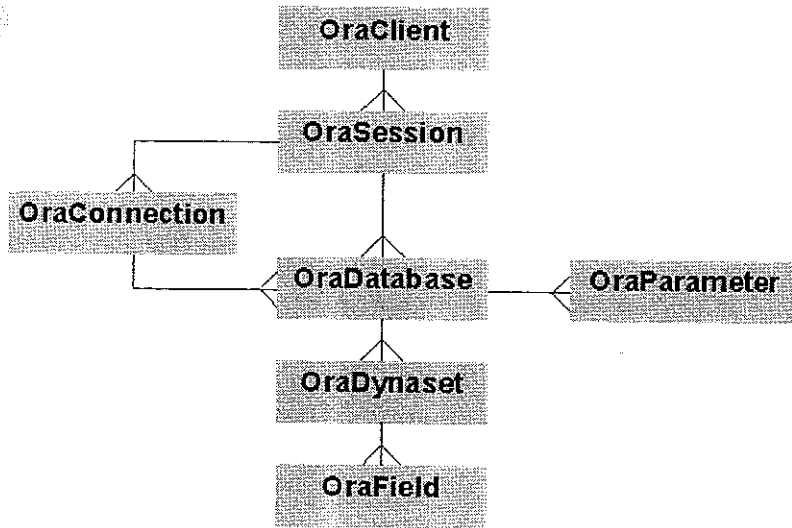 OraClient
OraSession
OraConnection
OraDatabase
OraParameter
OraDynaset
OraField